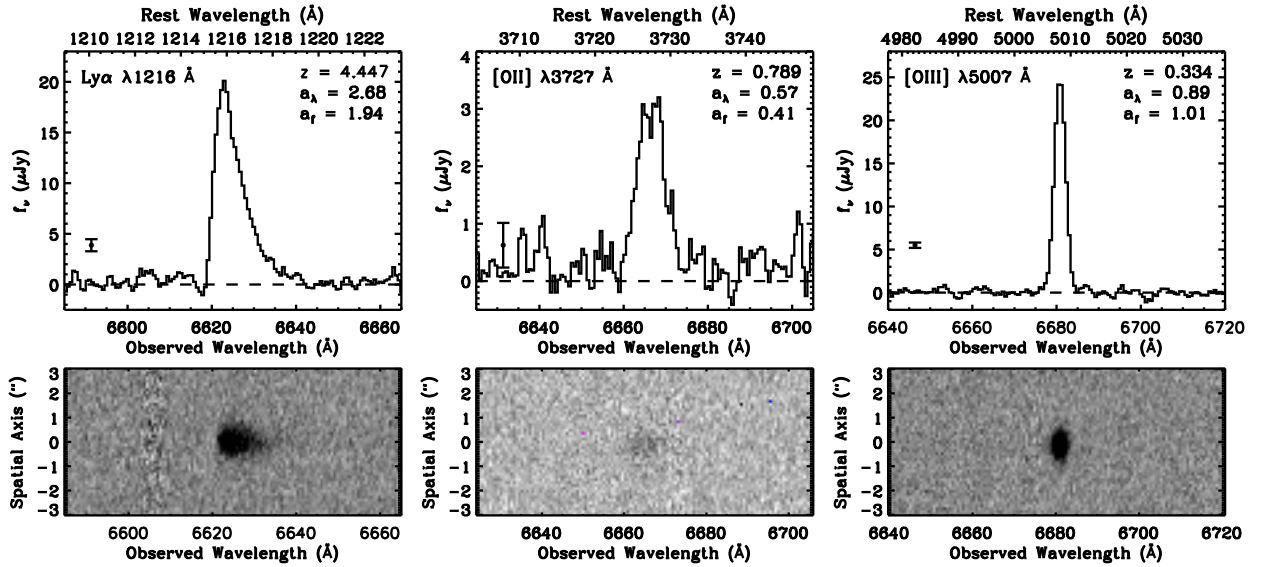 Rest Wavelength (Å)
1210 1212 1214 1216 1218 1220 1222
Lyα λ1216 Å
z = 4.447
aλ = 2.68
af = 1.94
20
15
10
5
0
fν (μJy)
6600 6620 6640 6660
Observed Wavelength (Å)
Rest Wavelength (Å)
3710 3720 3730 3740
[OII] λ3727 Å
z = 0.789
aλ = 0.57
af = 0.41
4
3
2
1
0
fν (μJy)
6640 6660 6680 6700
Observed Wavelength (Å)
Rest Wavelength (Å)
4980 4990 5000 5010 5020 5030
[OIII] λ5007 Å
z = 0.334
aλ = 0.89
af = 1.01
25
20
15
10
5
0
fν (μJy)
6640 6660 6680 6700 6720
Observed Wavelength (Å)
3
2
1
0
−1
−2
−3
Spatial Axis (")
6600 6620 6640 6660
Observed Wavelength (Å)
3
2
1
0
−1
−2
−3
Spatial Axis (")
6640 6660 6680 6700
Observed Wavelength (Å)
3
2
1
0
−1
−2
−3
Spatial Axis (")
6640 6660 6680 6700 6720
Observed Wavelength (Å)